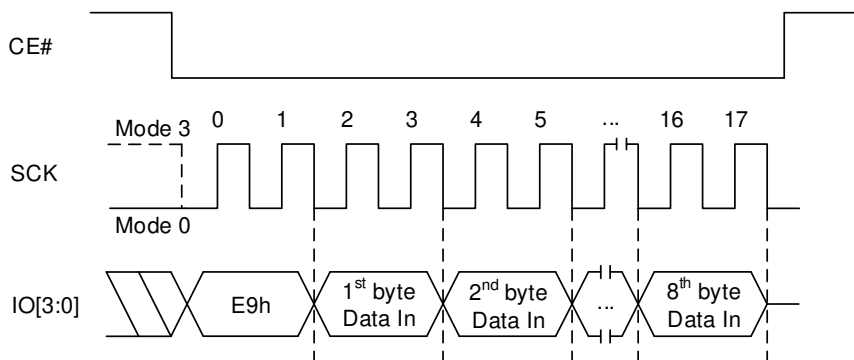 CE#
Mode 3 0 1 2 3 4 5 ... 16 17
SCK
Mode 0
IO[3:0] E9h 1st byte Data In 2nd byte Data In ... 8th byte Data In